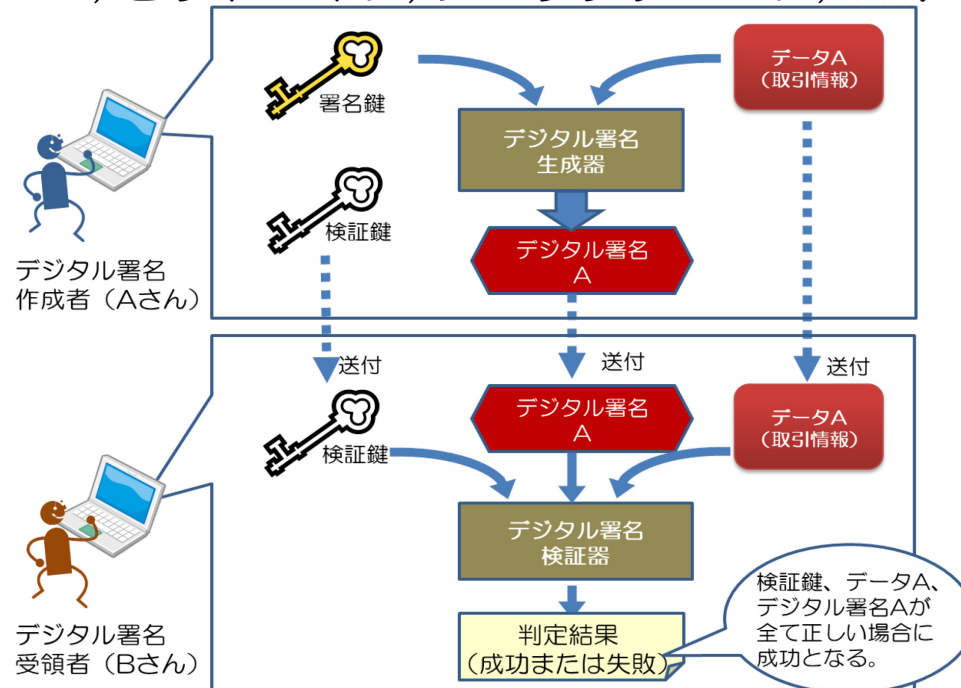 署名鍵
データA
（取引情報）
デジタル署名
生成器
検証鍵
デジタル署名
A
デジタル署名
作成者（Aさん）
送付
送付
送付
検証鍵
デジタル署名
A
データA
（取引情報）
デジタル署名
検証器
判定結果
（成功または失敗）
検証鍵、データA、
デジタル署名Aが
全て正しい場合に
成功となる。
デジタル署名
受領者（Bさん）